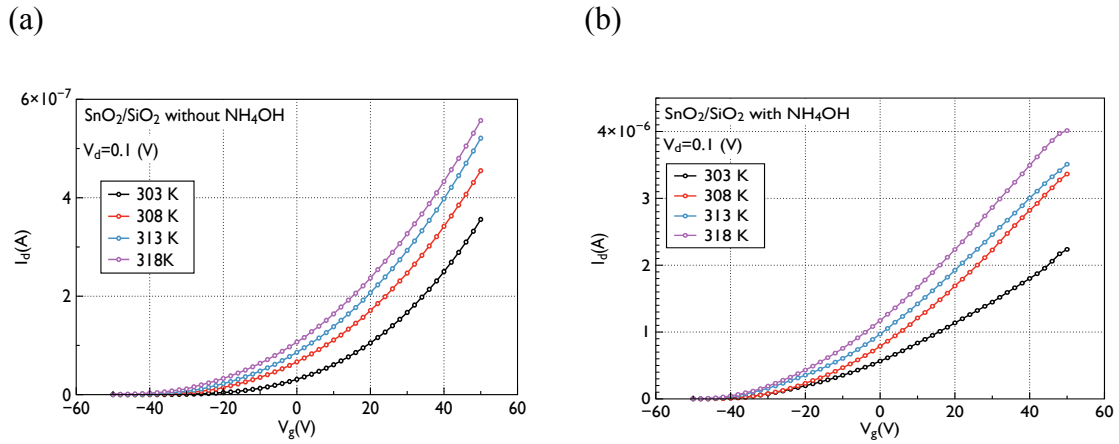 (a)
(b)
6×10⁻⁷
SnO₂/SiO₂ without NH₄OH
V_d=0.1 (V)
303 K
308 K
313 K
318K
4
2
0
I_d(A)
−60 −40 −20 0 20 40 60
V_g(V)
SnO₂/SiO₂ with NH₄OH
V_d=0.1 (V)
303 K
308 K
313 K
318 K
4×10⁻⁶
3
2
1
0
I_d(A)
−60 −40 −20 0 20 40 60
V_g(V)